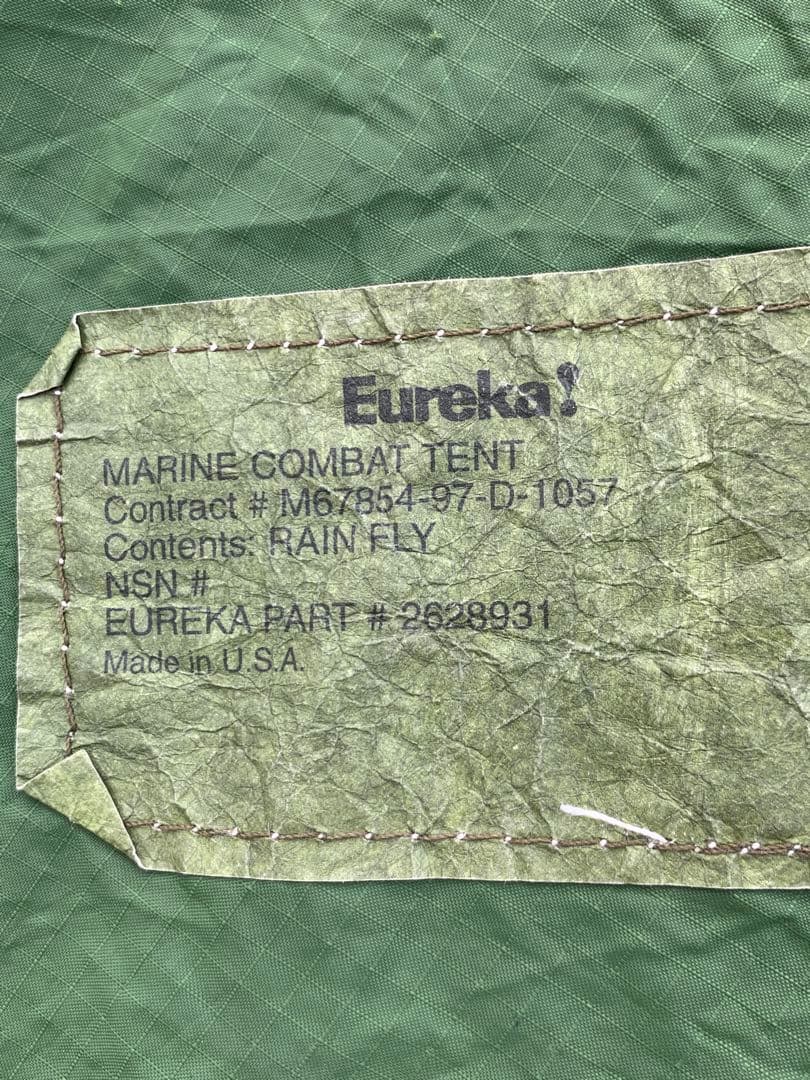 Eureka!
MARINE COMBAT TENT
Contract # M67854-97-D-1057
Contents: RAIN FLY
NSN #
EUREKA PART # 2628931
Made in U.S.A.